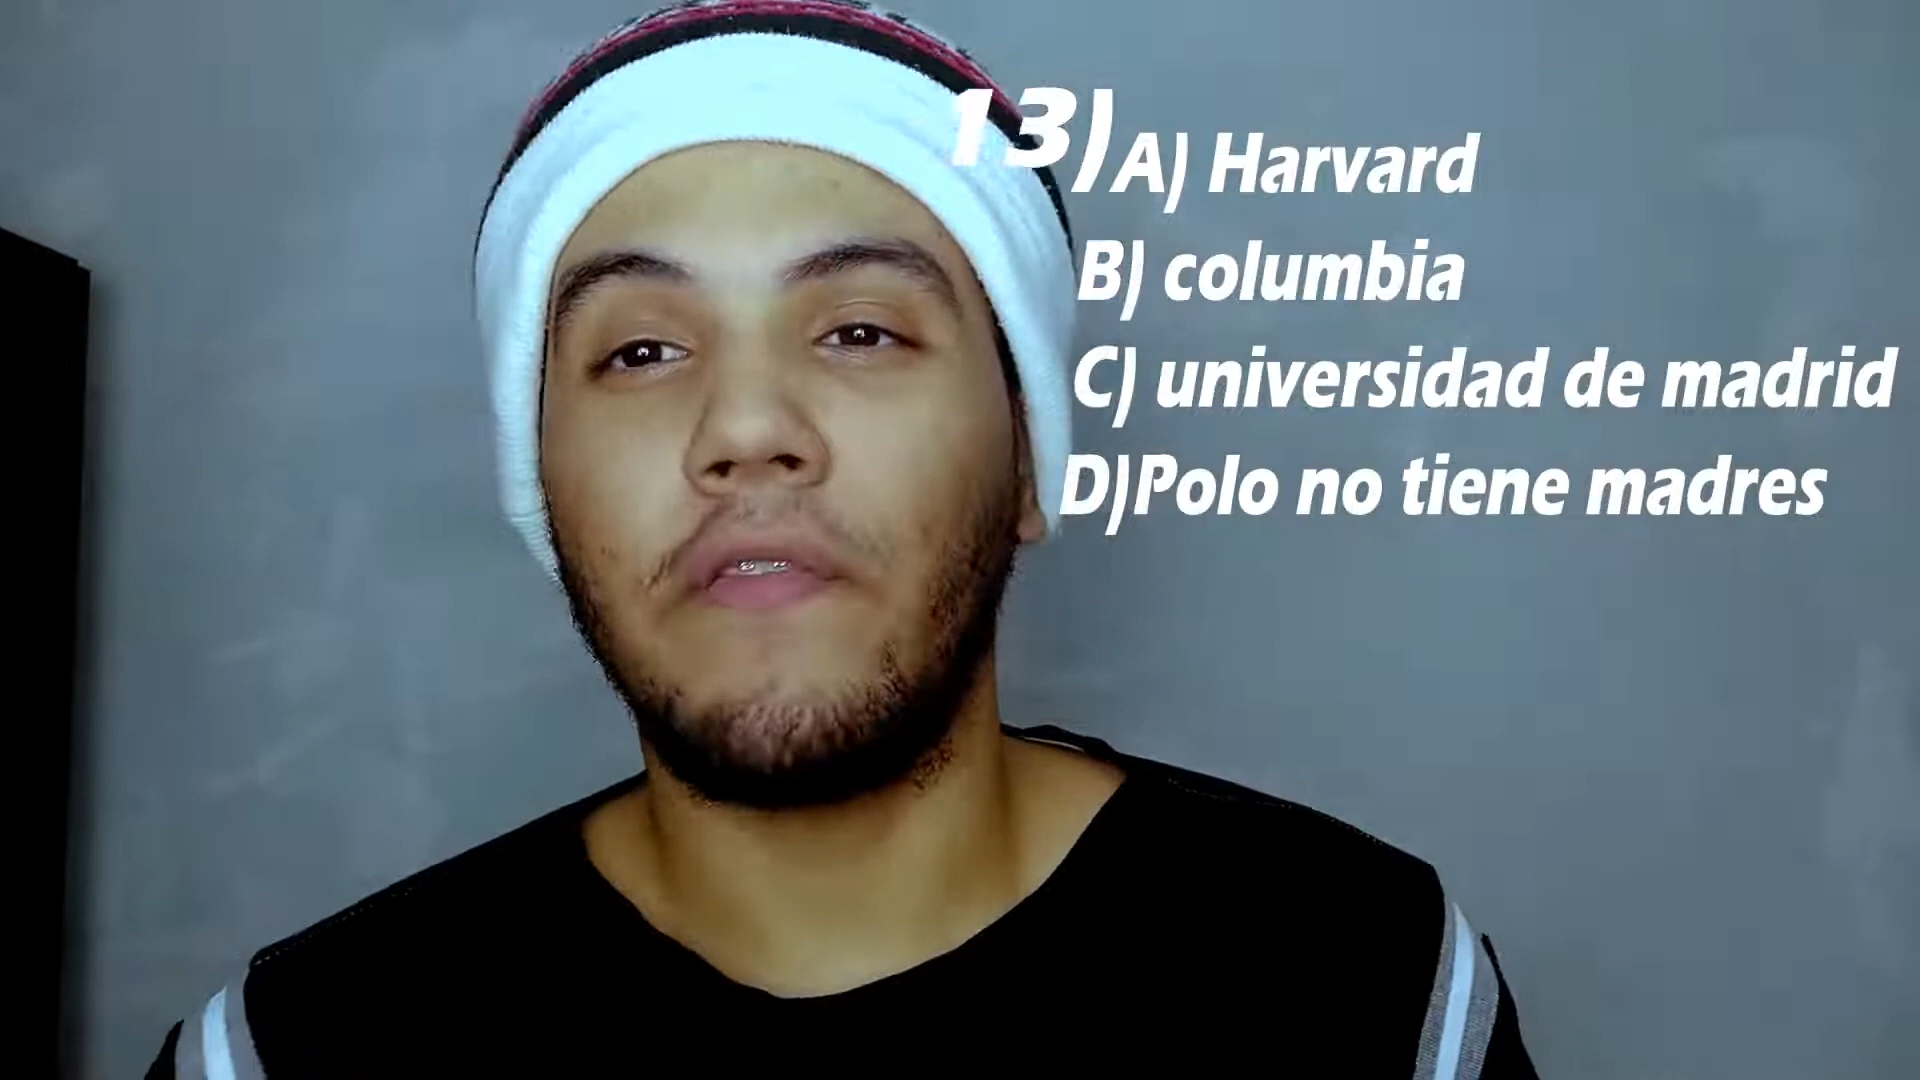 13) A) Harvard
B) columbia
C) universidad de madrid
D)Polo no tiene madres